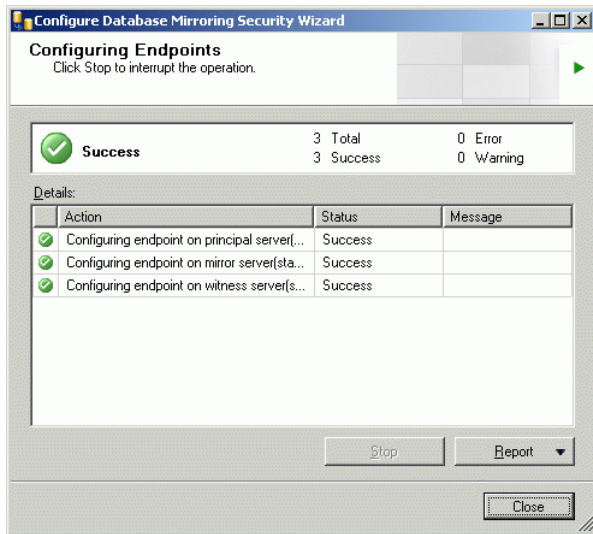 Configure Database Mirroring Security Wizard
Configuring Endpoints
Click Stop to interrupt the operation.
Success 3 Total 0 Error
3 Success 0 Warning
Details:
Action Status Message
Configuring endpoint on principal server(... Success
Configuring endpoint on mirror server(sta... Success
Configuring endpoint on witness server(s... Success
Stop Report
Close